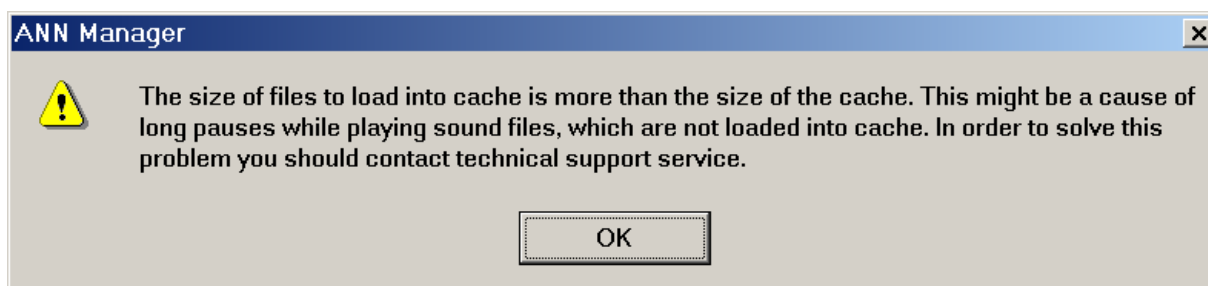 ANN Manager
The size of files to load into cache is more than the size of the cache. This might be a cause of
long pauses while playing sound files, which are not loaded into cache. In order to solve this
problem you should contact technical support service.
OK